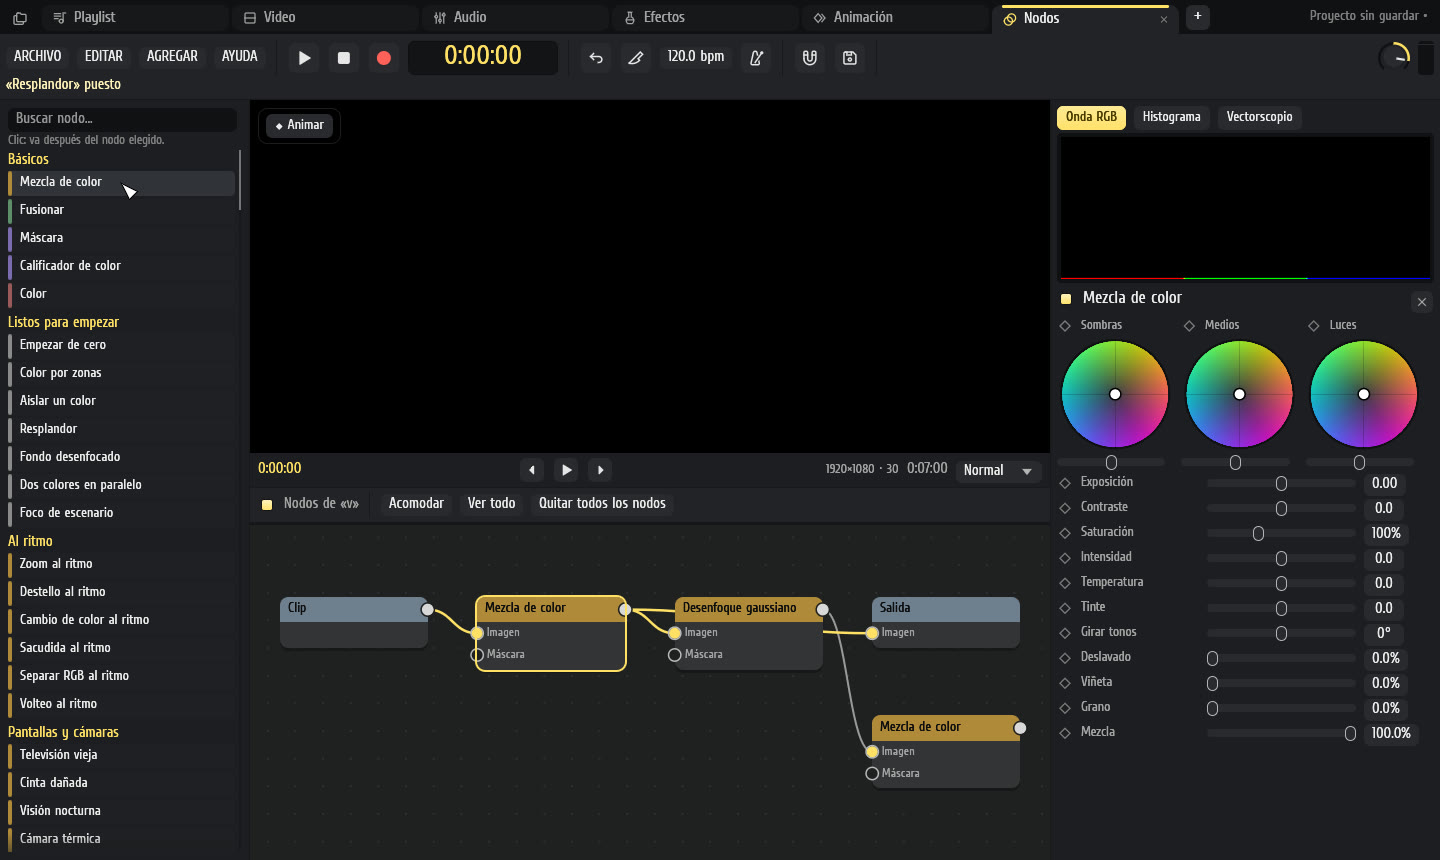 Playlist
Video
Audio
Efectos
Animación
Nodos
×
+
Proyecto sin guardar •
ARCHIVO
EDITAR
AGREGAR
AYUDA
0:00:00
120.0 bpm
«Resplandor» puesto
Buscar nodo...
Clic: va después del nodo elegido.
Básicos
Mezcla de color
Fusionar
Máscara
Calificador de color
Color
Listos para empezar
Empezar de cero
Color por zonas
Aislar un color
Resplandor
Fondo desenfocado
Dos colores en paralelo
Foco de escenario
Al ritmo
Zoom al ritmo
Destello al ritmo
Cambio de color al ritmo
Sacudida al ritmo
Separar RGB al ritmo
Volteo al ritmo
Pantallas y cámaras
Televisión vieja
Cinta dañada
Visión nocturna
Cámara térmica
Animar
0:00:00
1920×1080 · 30
0:07:00
Normal
Nodos de «v»
Acomodar
Ver todo
Quitar todos los nodos
Clip
Mezcla de color
Imagen
Máscara
Desenfoque gaussiano
Imagen
Máscara
Salida
Imagen
Mezcla de color
Imagen
Máscara
Onda RGB
Histograma
Vectorscopio
Mezcla de color
×
Sombras
Medios
Luces
Exposición 0.00
Contraste 0.0
Saturación 100%
Intensidad 0.0
Temperatura 0.0
Tinte 0.0
Girar tonos 0°
Deslavado 0.0%
Viñeta 0.0%
Grano 0.0%
Mezcla 100.0%